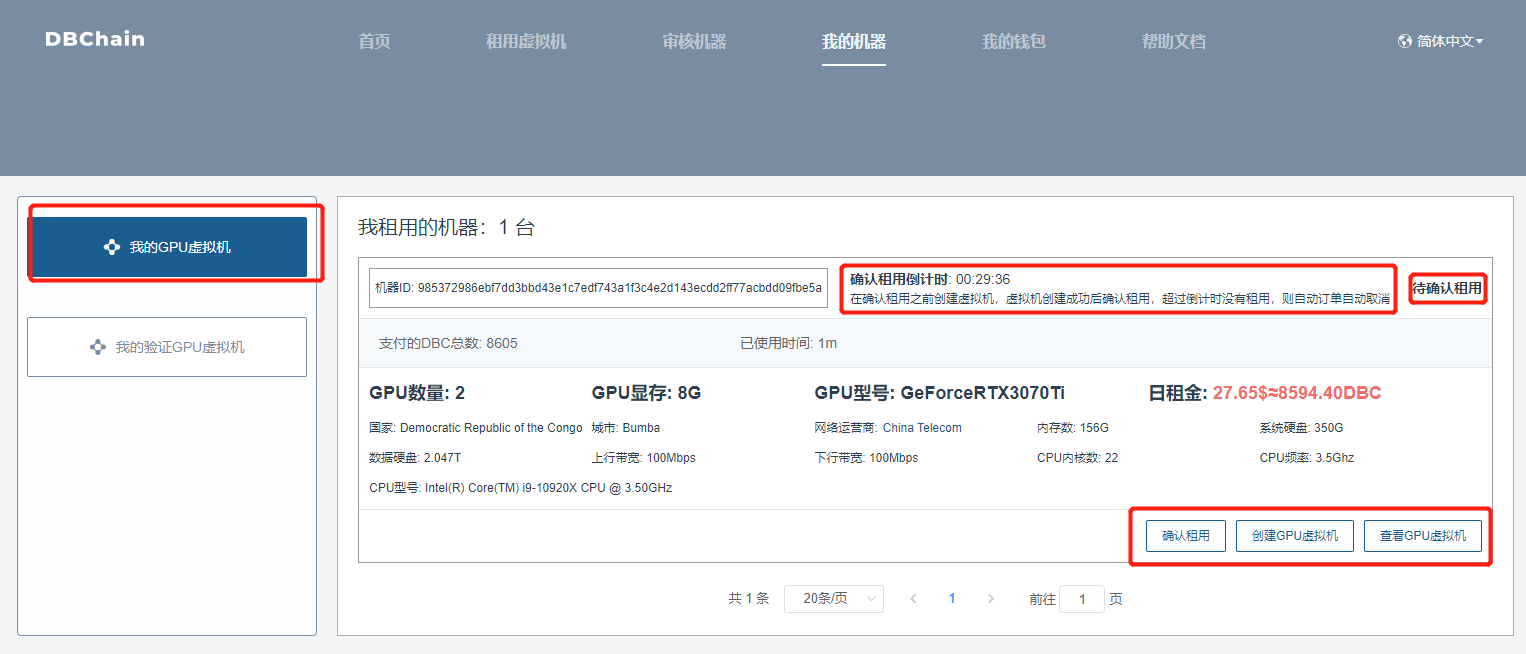 DBChain 首页 租用虚拟机 审核机器 我的机器 我的钱包 帮助文档 简体中文
我的GPU虚拟机
我的验证GPU虚拟机
我租用的机器：1 台
机器ID: 985372986ebf7dd3bbd43e1c7edf743a1f3c4e2d143ecdd2ff77acbdd09fbe5a
确认租用倒计时: 00:29:36
在确认租用之前创建虚拟机，虚拟机创建成功后确认租用，超过倒计时没有租用，则自动订单自动取消
待确认租用
支付的DBC总数: 8605 已使用时间: 1m
GPU数量: 2 GPU显存: 8G GPU型号: GeForceRTX3070Ti 日租金: 27.65$≈8594.40DBC
国家: Democratic Republic of the Congo 城市: Bumba 网络运营商: China Telecom 内存数: 156G 系统硬盘: 350G
数据硬盘: 2.047T 上行带宽: 100Mbps 下行带宽: 100Mbps CPU内核数: 22 CPU频率: 3.5Ghz
CPU型号: Intel(R) Core(TM) i9-10920X CPU @ 3.50GHz
确认租用 创建GPU虚拟机 查看GPU虚拟机
共 1 条 20条/页 1 前往 1 页